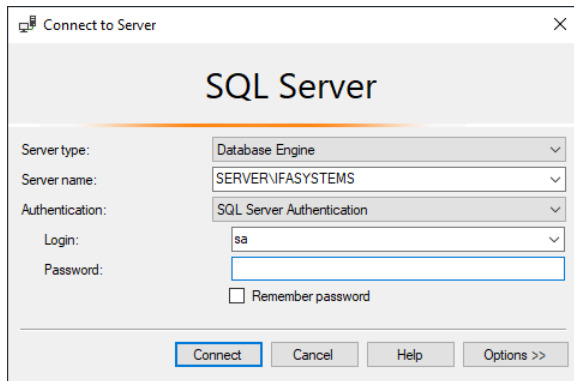 Connect to Server
SQL Server
Server type: Database Engine
Server name: SERVER\IFASYSTEMS
Authentication: SQL Server Authentication
Login: sa
Password:
Remember password
Connect Cancel Help Options >>